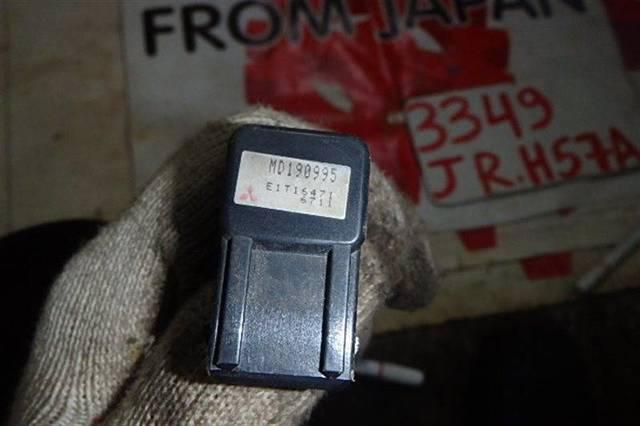 FROM JAPAN
3349
JR.H57A
MD190995
E1T16471
6711